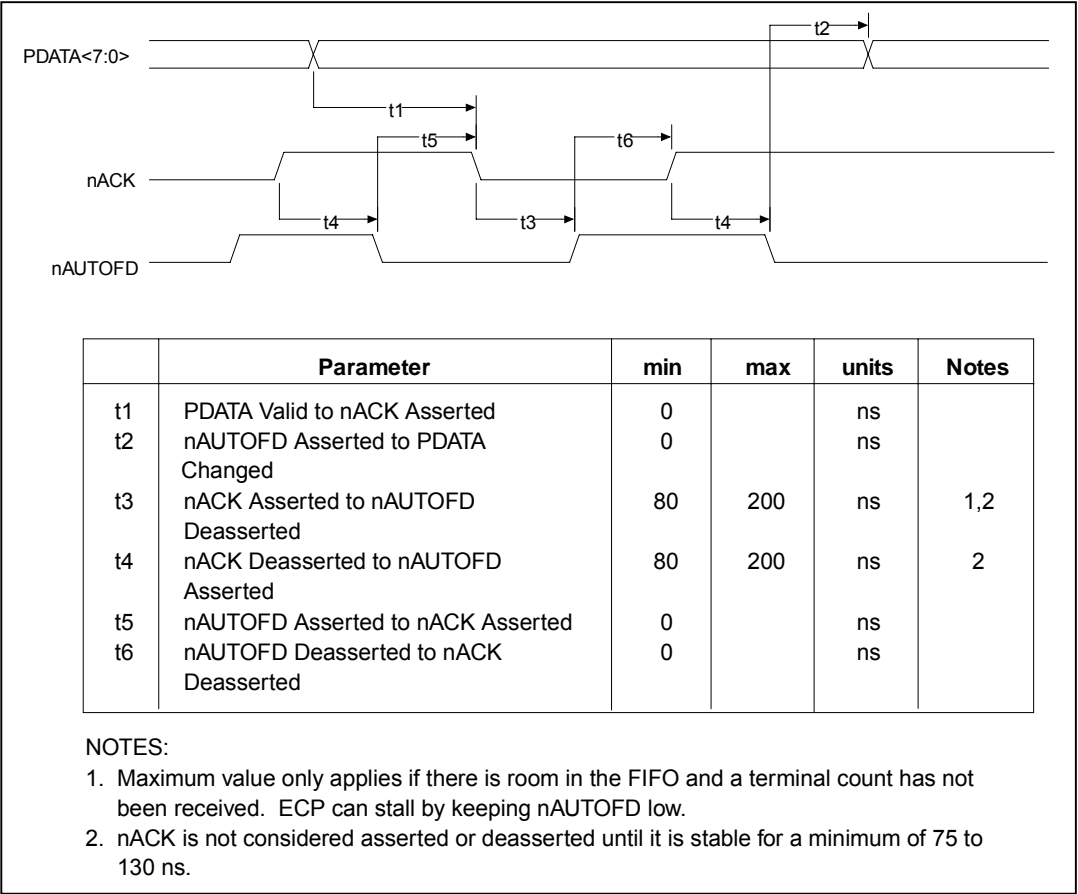 t2
PDATA<7:0>
t1
t5
t6
nACK
t4
t3
t4
nAUTOFD
Parameter min max units Notes
t1 PDATA Valid to nACK Asserted 0 ns
t2 nAUTOFD Asserted to PDATA 0 ns
Changed
t3 nACK Asserted to nAUTOFD 80 200 ns 1,2
Deasserted
t4 nACK Deasserted to nAUTOFD 80 200 ns 2
Asserted
t5 nAUTOFD Asserted to nACK Asserted 0 ns
t6 nAUTOFD Deasserted to nACK 0 ns
Deasserted
NOTES:
1. Maximum value only applies if there is room in the FIFO and a terminal count has not
been received. ECP can stall by keeping nAUTOFD low.
2. nACK is not considered asserted or deasserted until it is stable for a minimum of 75 to
130 ns.